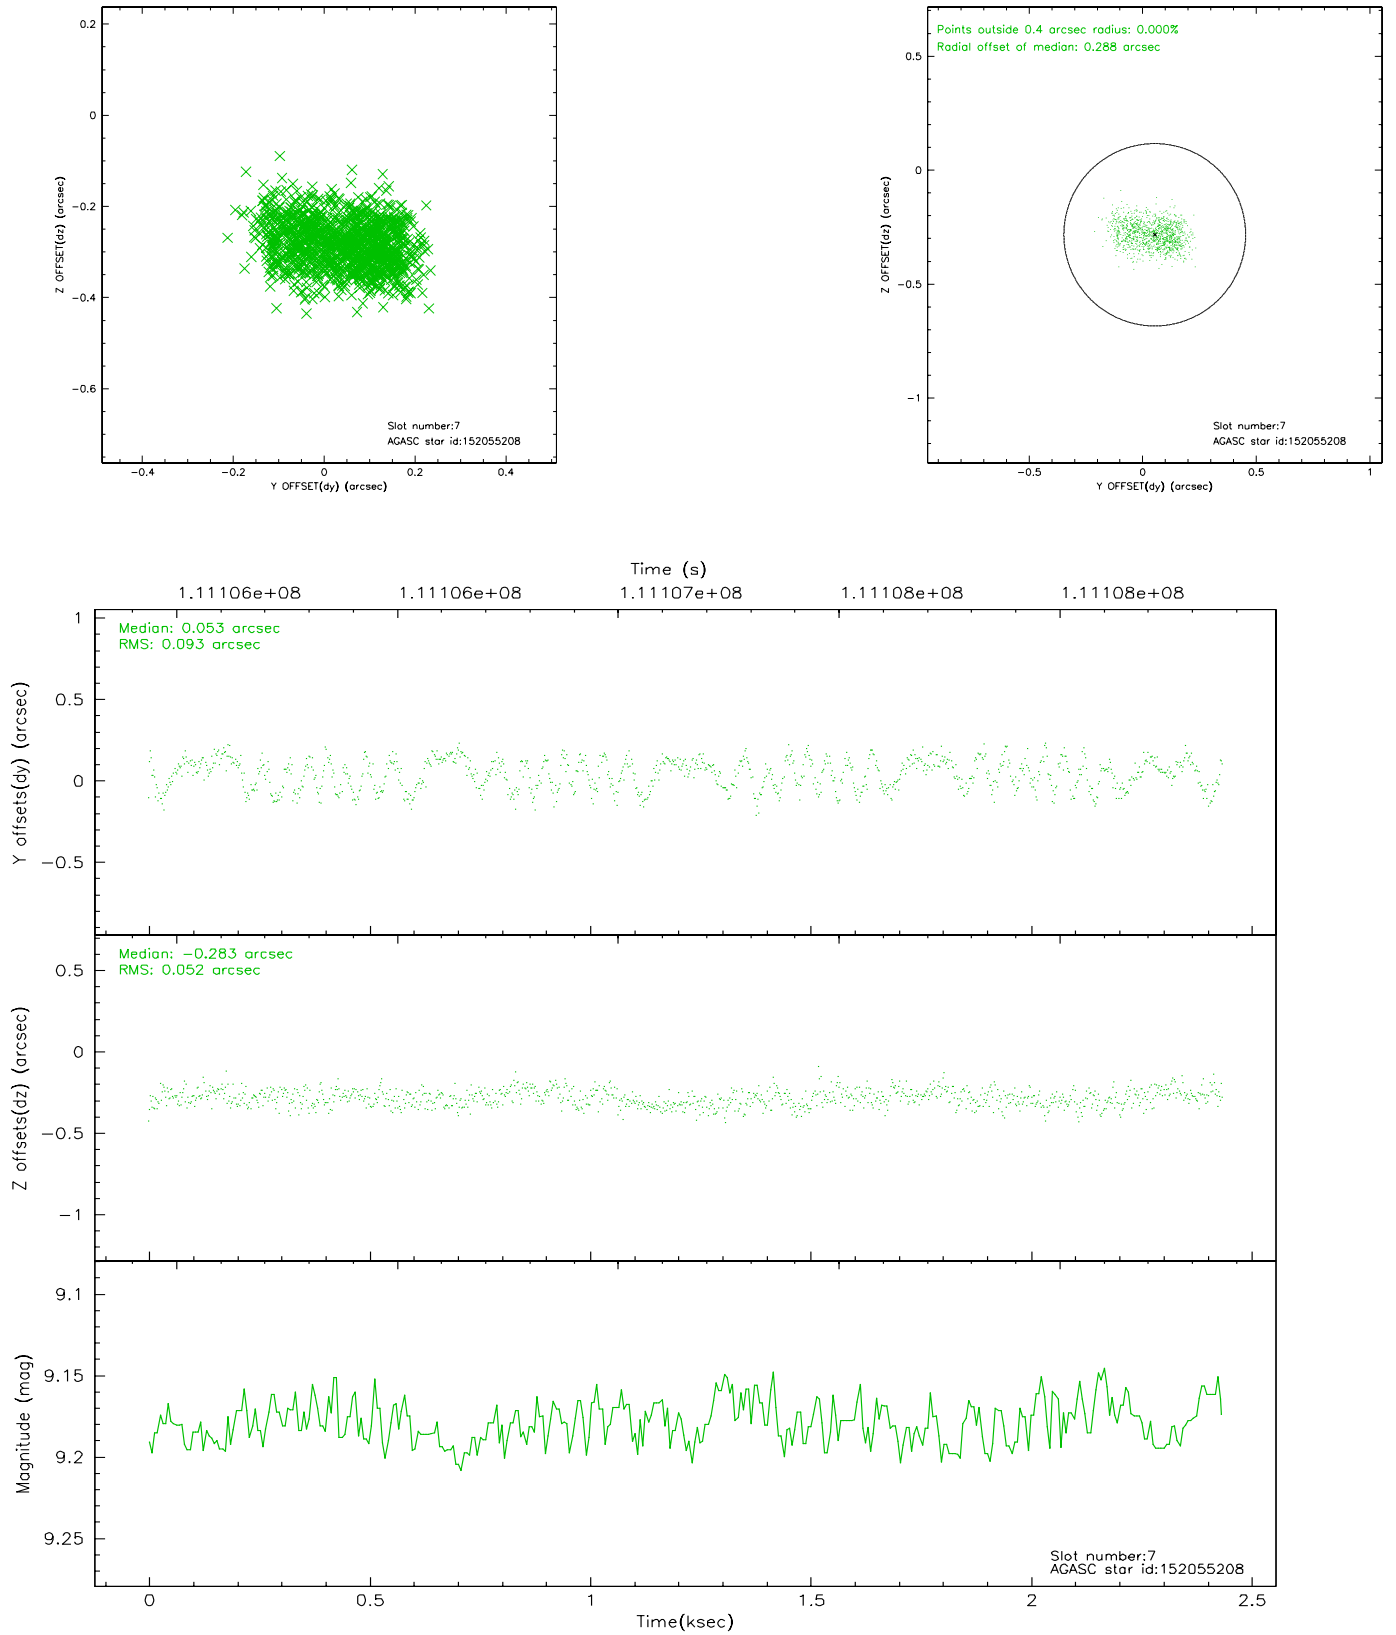 0.2
0
−0.2
−0.4
−0.6
Z OFFSET(dz) (arcsec)
Slot number:7
AGASC star id:152055208
−0.4
−0.2
0
0.2
0.4
Y OFFSET(dy) (arcsec)
Points outside 0.4 arcsec radius: 0.000%
Radial offset of median: 0.288 arcsec
0.5
0
−0.5
−1
Z OFFSET(dz) (arcsec)
Slot number:7
AGASC star id:152055208
−0.5
0
0.5
1
Y OFFSET(dy) (arcsec)
Time (s)
1.11106e+08
1.11106e+08
1.11107e+08
1.11108e+08
1.11108e+08
Median: 0.053 arcsec
RMS: 0.093 arcsec
1
0.5
0
−0.5
Y offsets(dy) (arcsec)
Median: −0.283 arcsec
RMS: 0.052 arcsec
0.5
0
−0.5
−1
Z offsets(dz) (arcsec)
9.1
9.15
9.2
9.25
Magnitude (mag)
Slot number:7
AGASC star id:152055208
0
0.5
1
1.5
2
2.5
Time(ksec)